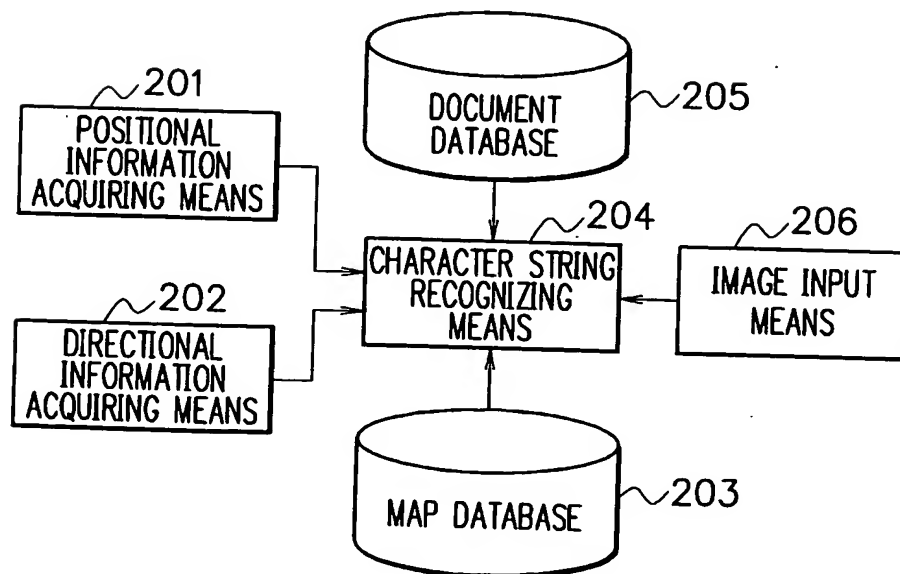 201
POSITIONAL
INFORMATION
ACQUIRING MEANS
DOCUMENT
DATABASE
205
202
DIRECTIONAL
INFORMATION
ACQUIRING MEANS
204
CHARACTER STRING
RECOGNIZING
MEANS
206
IMAGE INPUT
MEANS
MAP DATABASE
203